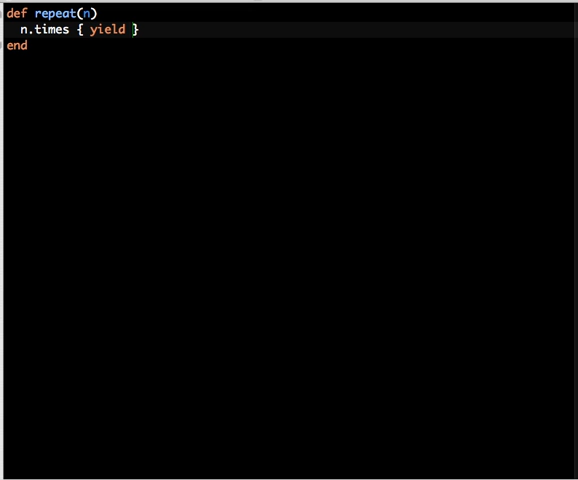 def repeat(n)
  n.times { yield }
end